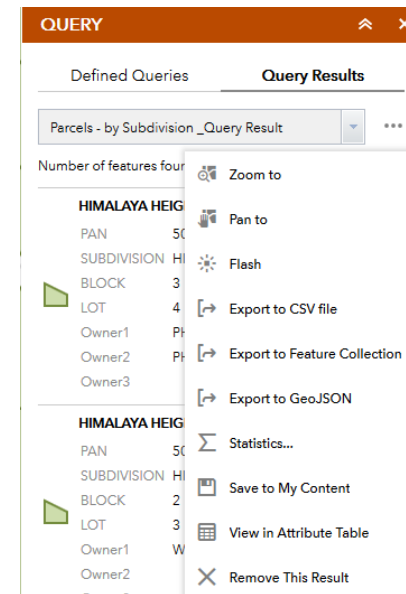 QUERY
Defined Queries Query Results
Parcels - by Subdivision _Query Result
Number of features four
HIMALAYA HEIG
PAN 50
SUBDIVISION HI
BLOCK 3
LOT 4
Owner1 PH
Owner2 PH
Owner3
HIMALAYA HEIG
PAN 50
SUBDIVISION HI
BLOCK 2
LOT 3
Owner1 W
Owner2
Zoom to
Pan to
Flash
Export to CSV file
Export to Feature Collection
Export to GeoJSON
Statistics...
Save to My Content
View in Attribute Table
Remove This Result